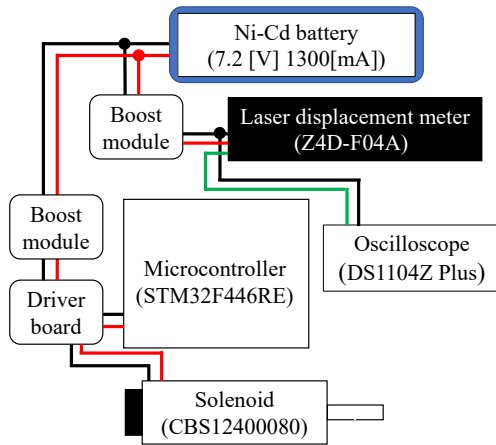 Ni-Cd battery
(7.2 [V] 1300[mA])
Boost
module
Laser displacement meter
(Z4D-F04A)
Boost
module
Microcontroller
(STM32F446RE)
Oscilloscope
(DS1104Z Plus)
Driver
board
Solenoid
(CBS12400080)